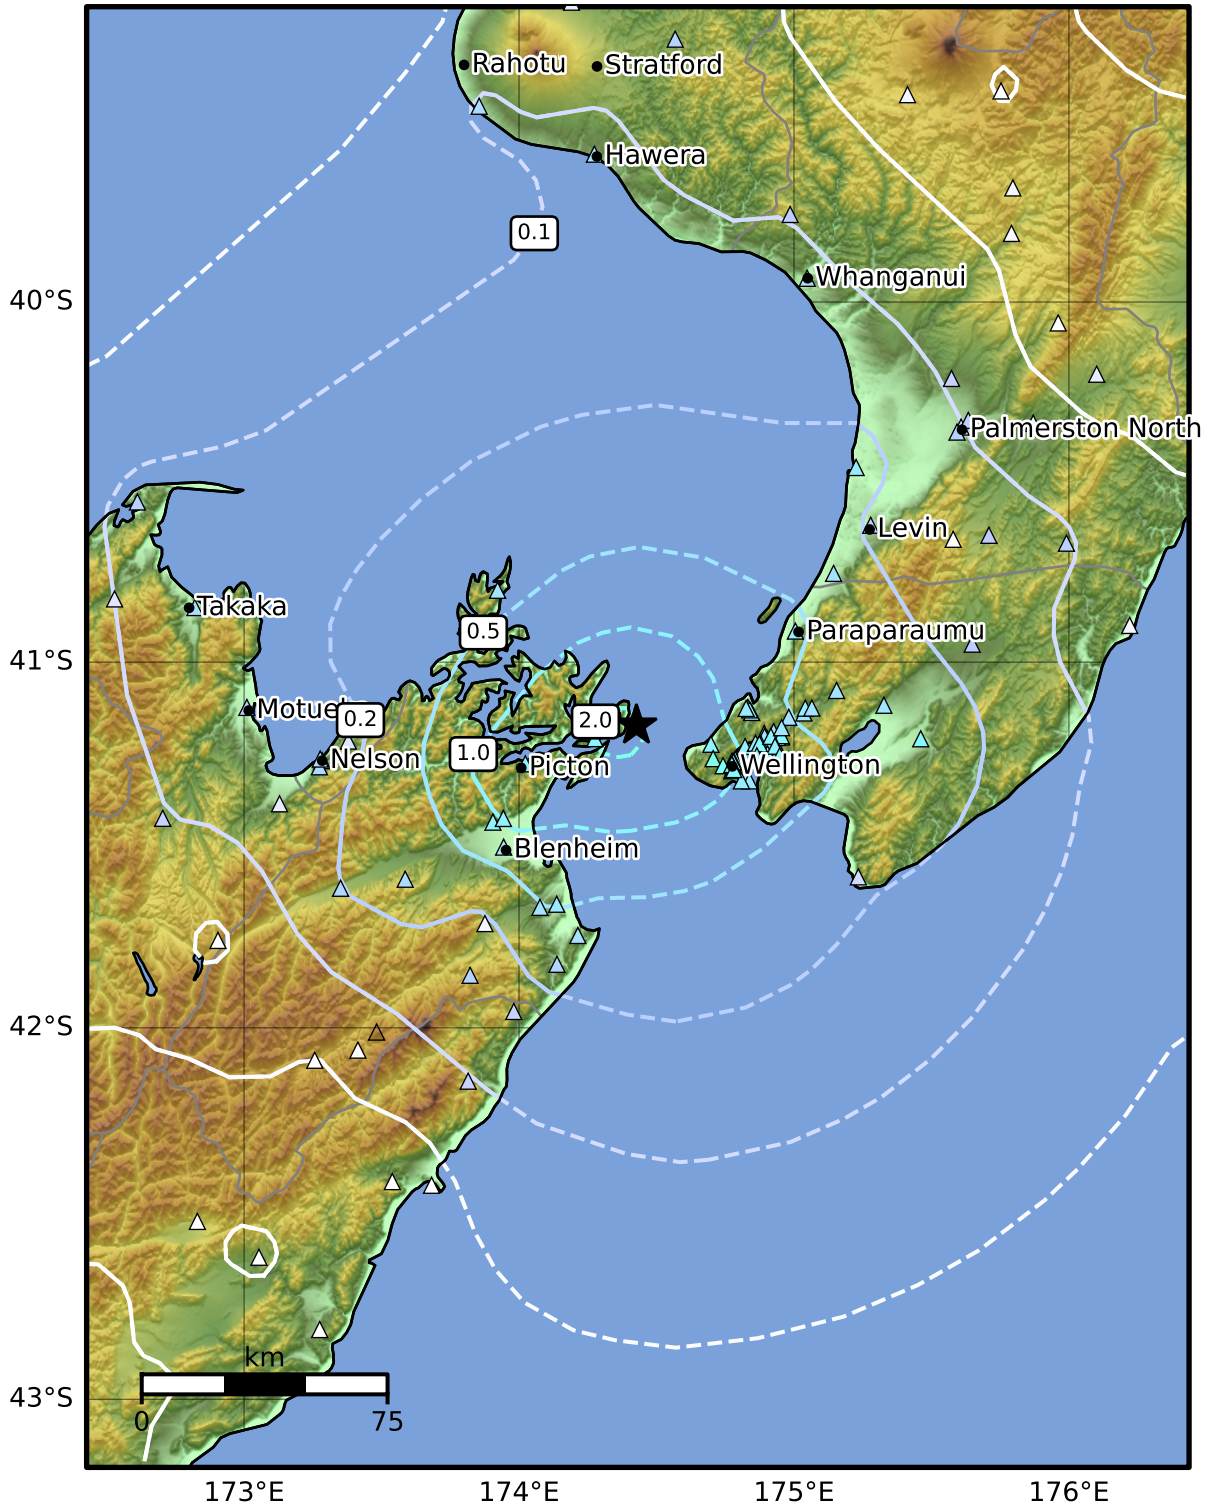 Rahotu
Stratford
Hawera
0.1
Whanganui
40°S
Palmerston North
Levin
Takaka
0.5
Paraparaumu
41°S
Motue
0.2
2.0
1.0
Nelson
Picton
Wellington
Blenheim
42°S
km
43°S
0
75
173°E
174°E
175°E
176°E